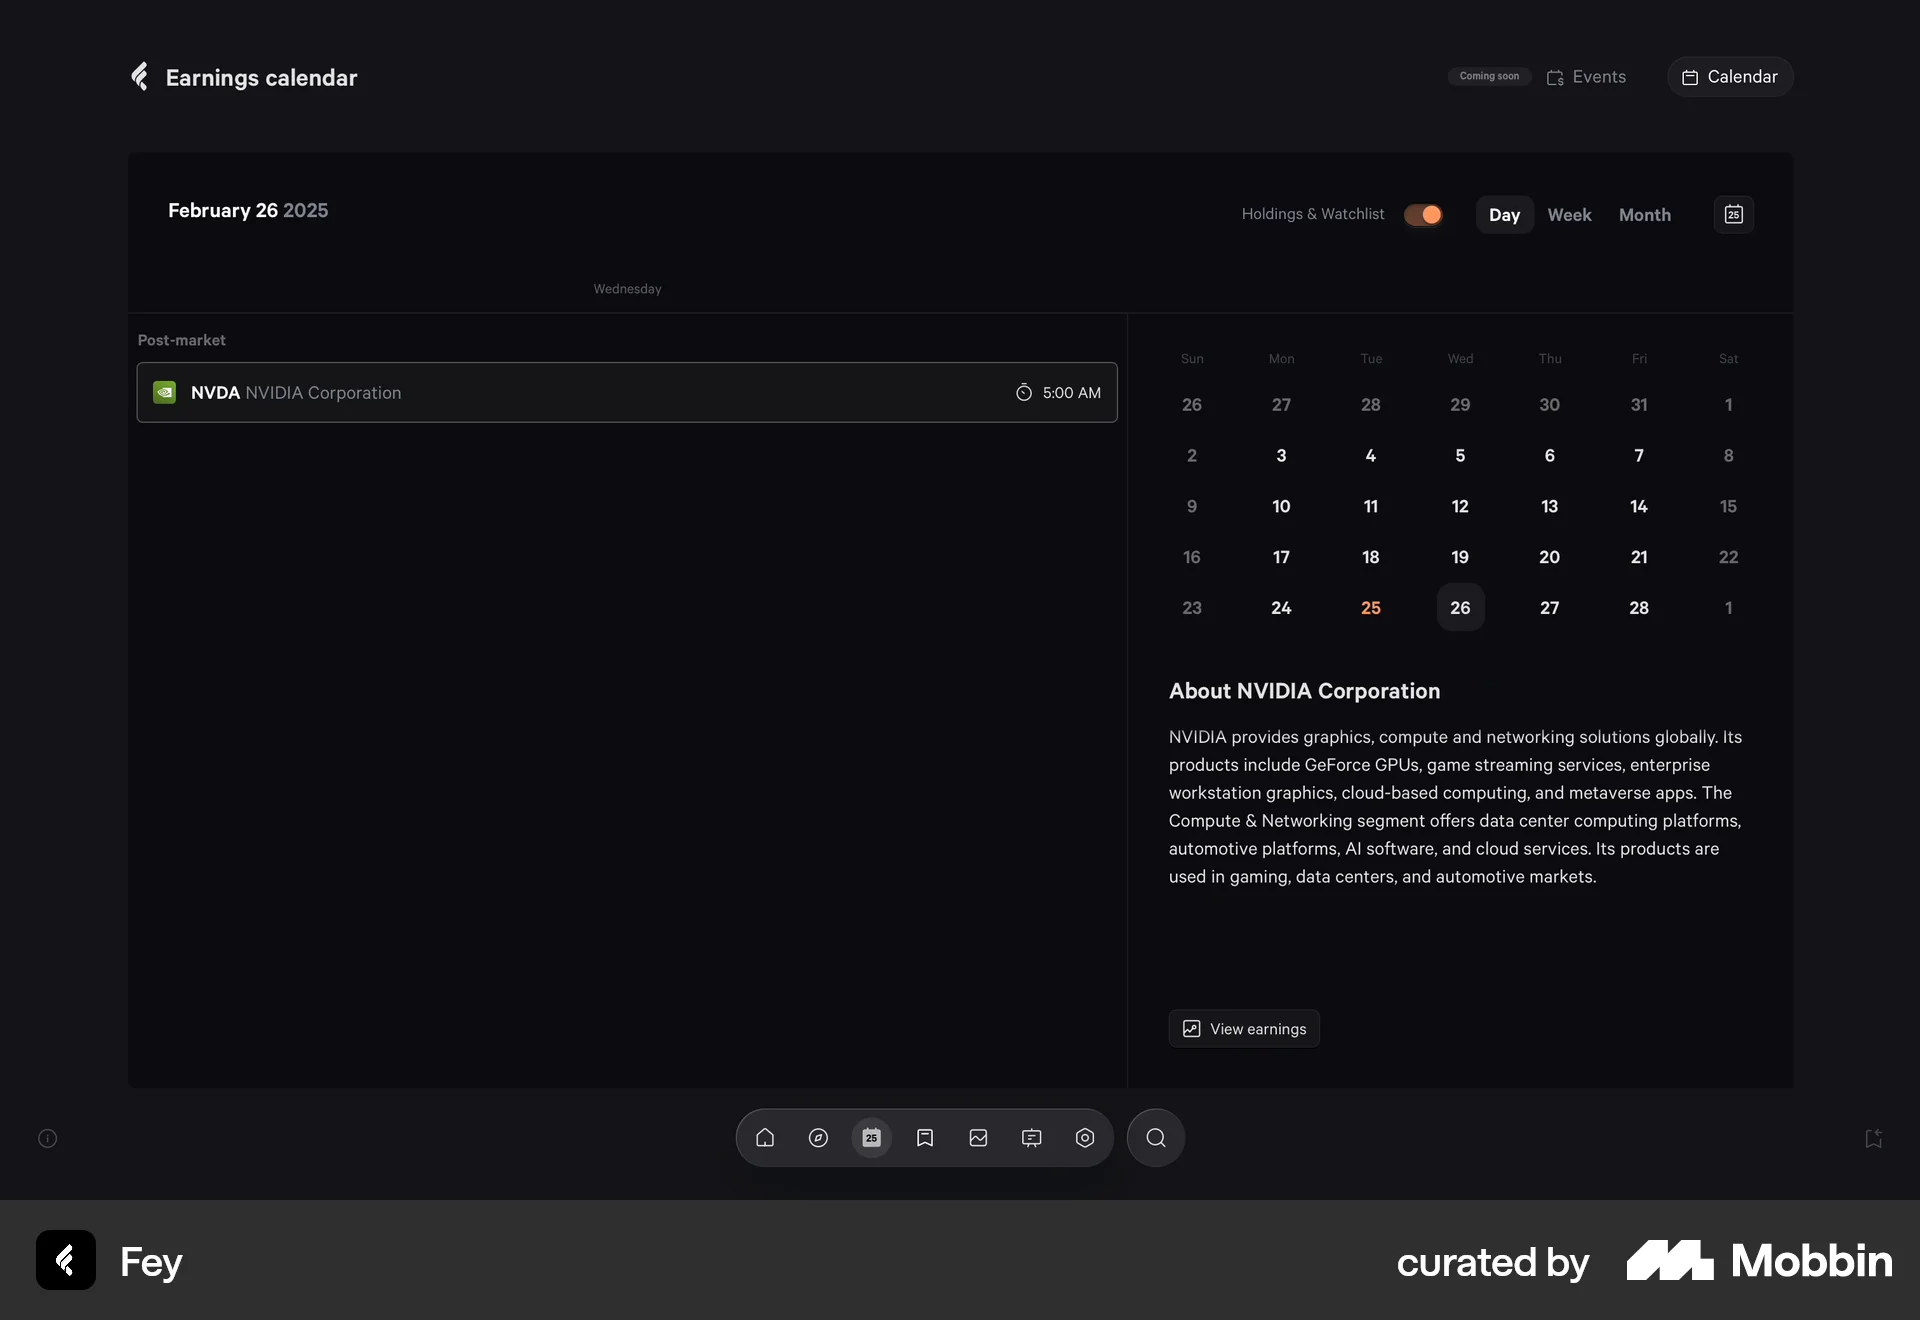 Earnings calendar
Coming soon
Events
Calendar
February 26 2025
Holdings & Watchlist
Day
Week
Month
25
Wednesday
Post-market
NVDA NVIDIA Corporation
5:00 AM
Sun Mon Tue Wed Thu Fri Sat
26 27 28 29 30 31 1
2 3 4 5 6 7 8
9 10 11 12 13 14 15
16 17 18 19 20 21 22
23 24 25 26 27 28 1
About NVIDIA Corporation
NVIDIA provides graphics, compute and networking solutions globally. Its
products include GeForce GPUs, game streaming services, enterprise
workstation graphics, cloud-based computing, and metaverse apps. The
Compute & Networking segment offers data center computing platforms,
automotive platforms, AI software, and cloud services. Its products are
used in gaming, data centers, and automotive markets.
View earnings
25
Fey
curated by
Mobbin